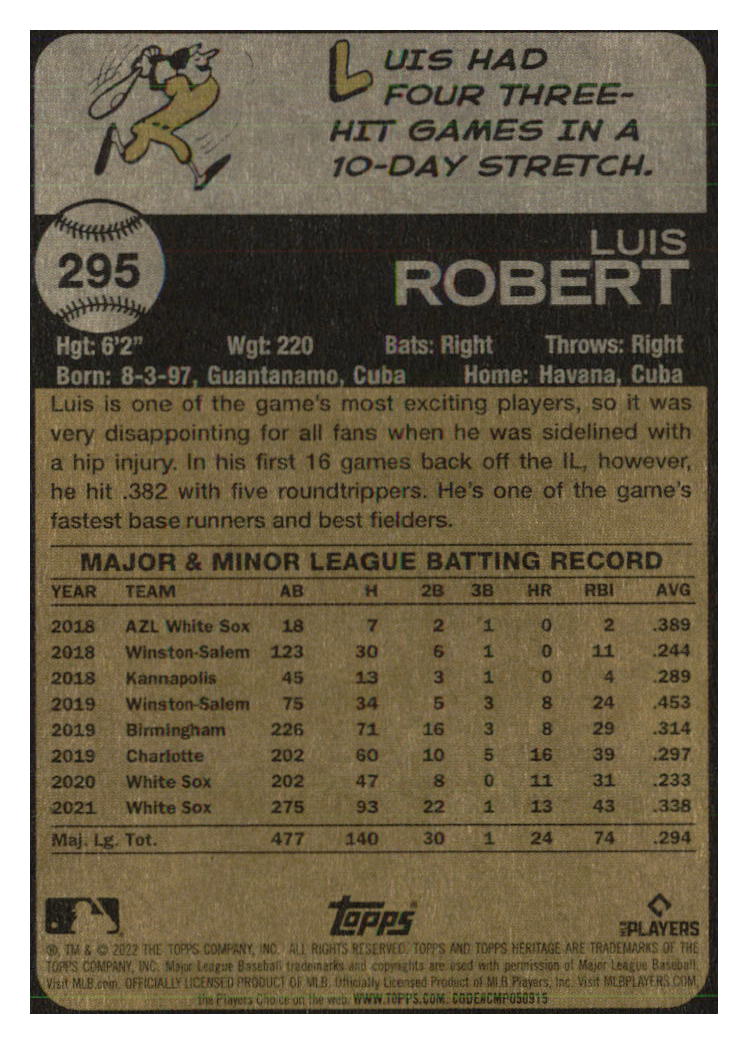 LUIS HAD
FOUR THREE-
HIT GAMES IN A
10-DAY STRETCH.
295
LUIS
ROBERT
Hgt: 6'2" Wgt: 220 Bats: Right Throws: Right
Born: 8-3-97, Guantanamo, Cuba Home: Havana, Cuba
Luis is one of the game's most exciting players, so it was
very disappointing for all fans when he was sidelined with
a hip injury. In his first 16 games back off the IL, however,
he hit .382 with five roundtrippers. He's one of the game's
fastest base runners and best fielders.
MAJOR & MINOR LEAGUE BATTING RECORD
YEAR TEAM AB H 2B 3B HR RBI AVG
2018 AZL White Sox 18 7 2 1 0 2 .389
2018 Winston-Salem 123 30 6 1 0 11 .244
2018 Kannapolis 45 13 3 1 0 4 .289
2019 Winston-Salem 75 34 5 3 8 24 .453
2019 Birmingham 226 71 16 3 8 29 .314
2019 Charlotte 202 60 10 5 16 39 .297
2020 White Sox 202 47 8 0 11 31 .233
2021 White Sox 275 93 22 1 13 43 .338
Maj. Lg. Tot. 477 140 30 1 24 74 .294
Topps
MLB PLAYERS
®, TM & © 2022 THE TOPPS COMPANY, INC. ALL RIGHTS RESERVED. TOPPS AND TOPPS HERITAGE ARE TRADEMARKS OF THE
TOPPS COMPANY, INC. Major League Baseball trademarks and copyrights are used with permission of Major League Baseball.
Visit MLB.com. OFFICIALLY LICENSED PRODUCT OF MLB. Officially Licensed Product of MLB Players, Inc. Visit MLBPLAYERS.COM,
the Players Choice on the web. WWW.TOPPS.COM. CODE#CMP050915